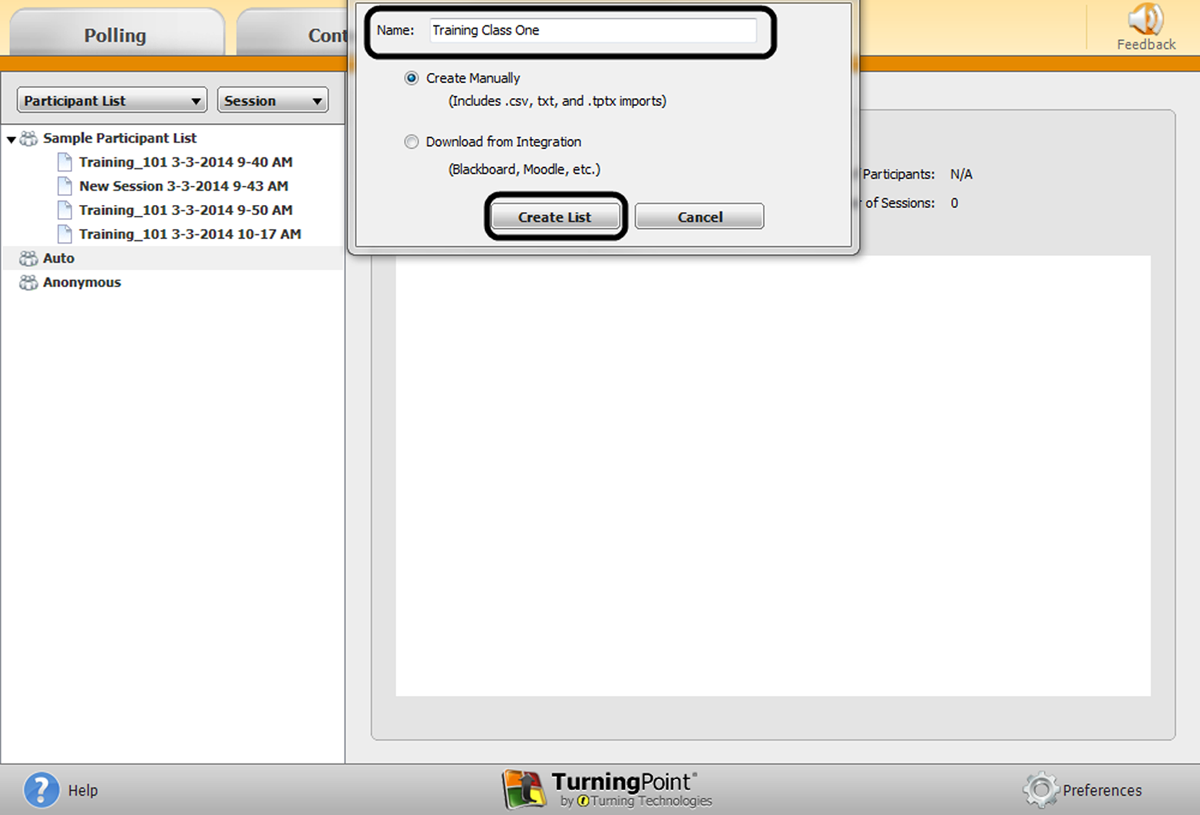 Polling
Cont
Feedback
Name: Training Class One
Create Manually
(Includes .csv, txt, and .tptx imports)
Download from Integration
(Blackboard, Moodle, etc.)
Create List
Cancel
Participant List
Session
Sample Participant List
Training_101 3-3-2014 9-40 AM
New Session 3-3-2014 9-43 AM
Training_101 3-3-2014 9-50 AM
Training_101 3-3-2014 10-17 AM
Auto
Anonymous
Participants: N/A
r of Sessions: 0
Help
TurningPoint®
by Turning Technologies
Preferences